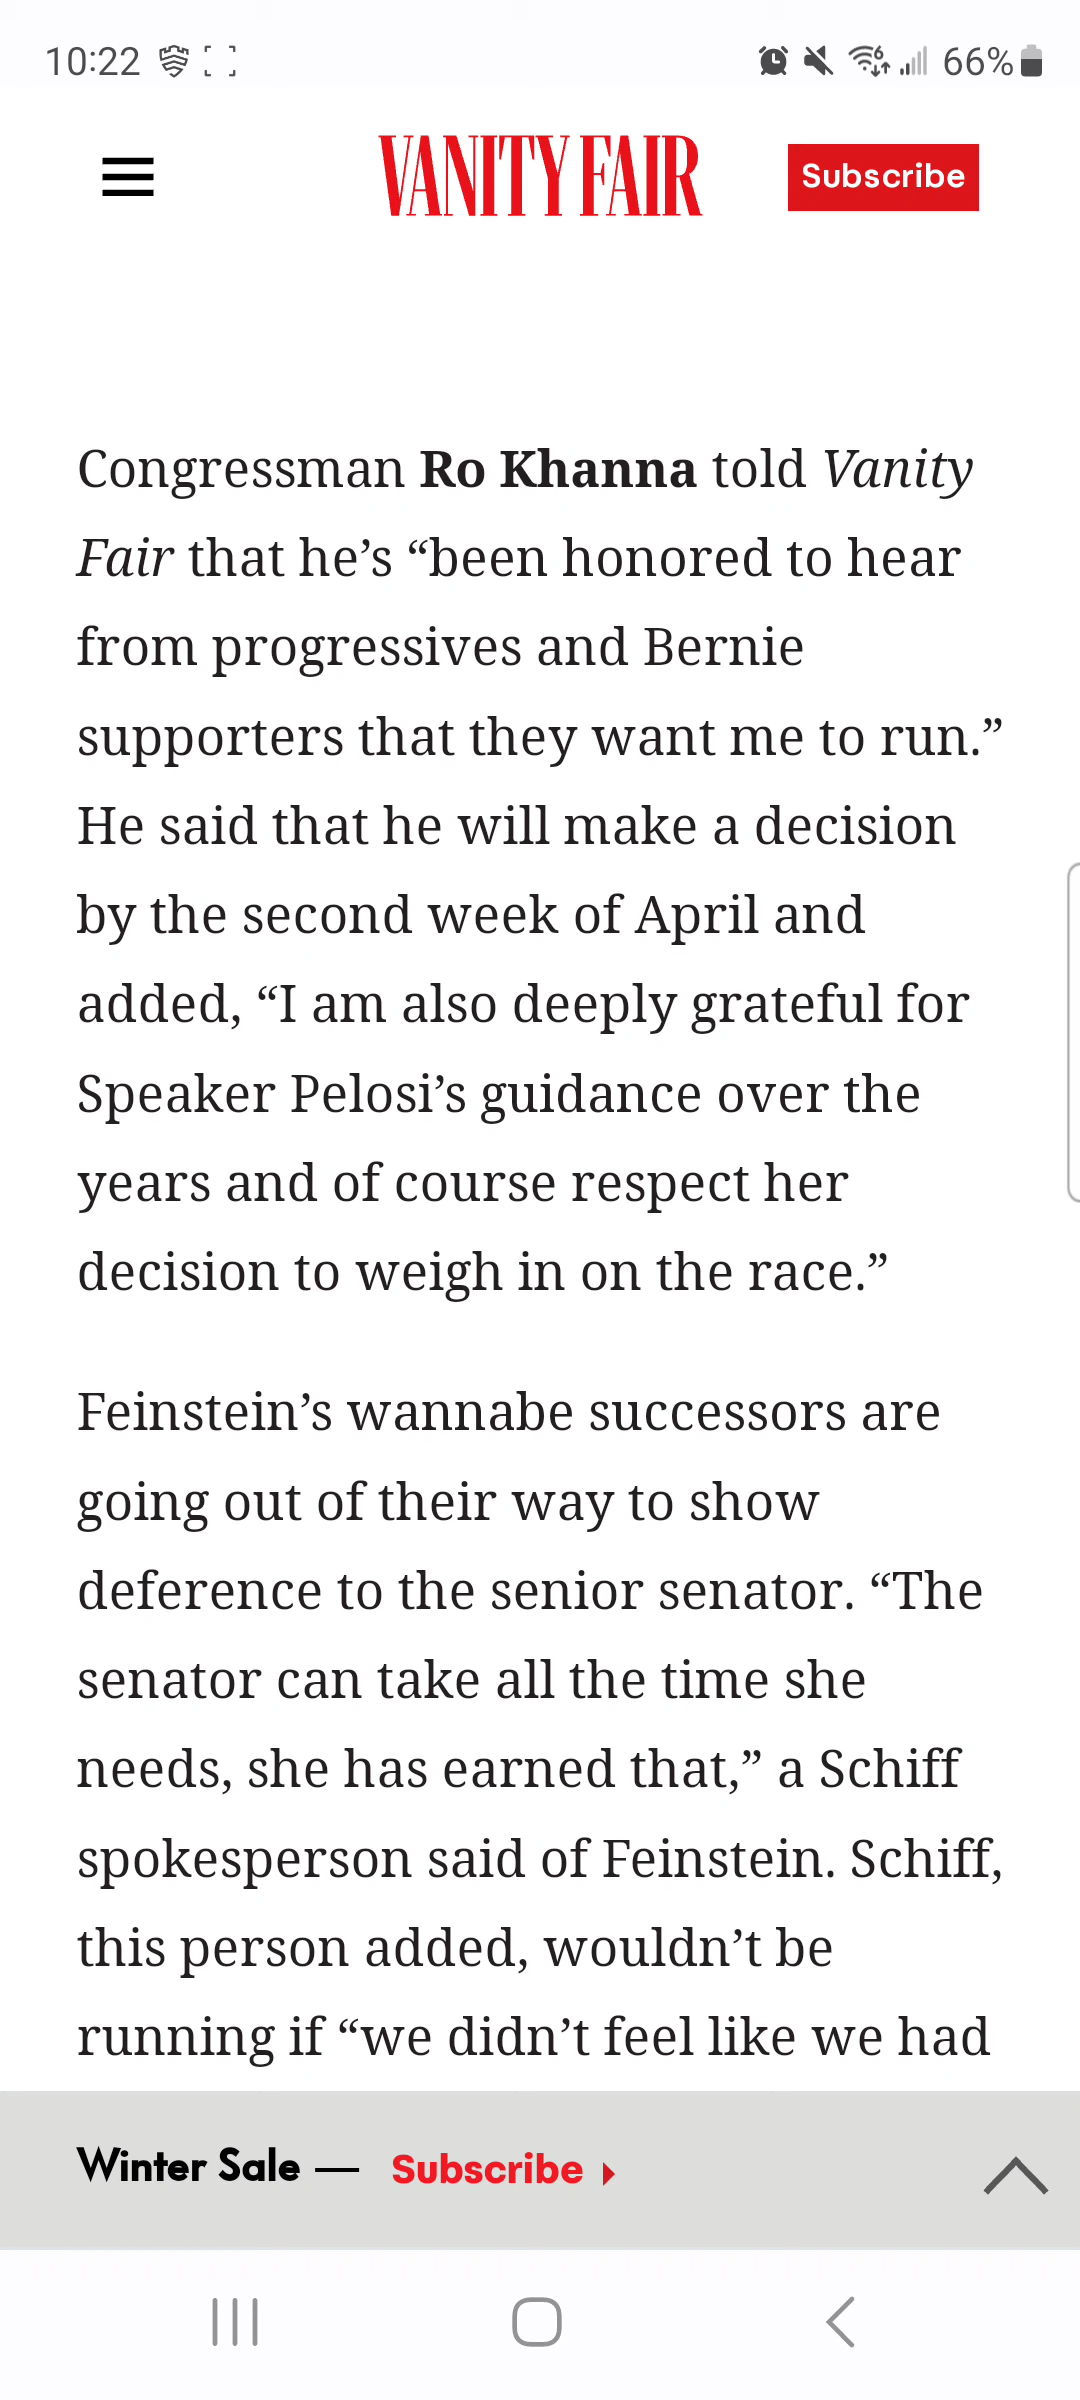 10:22
66%
VANITY FAIR
Subscribe
Congressman Ro Khanna told Vanity
Fair that he’s “been honored to hear
from progressives and Bernie
supporters that they want me to run.”
He said that he will make a decision
by the second week of April and
added, “I am also deeply grateful for
Speaker Pelosi’s guidance over the
years and of course respect her
decision to weigh in on the race.”
Feinstein’s wannabe successors are
going out of their way to show
deference to the senior senator. “The
senator can take all the time she
needs, she has earned that,” a Schiff
spokesperson said of Feinstein. Schiff,
this person added, wouldn’t be
running if “we didn’t feel like we had
Winter Sale — Subscribe